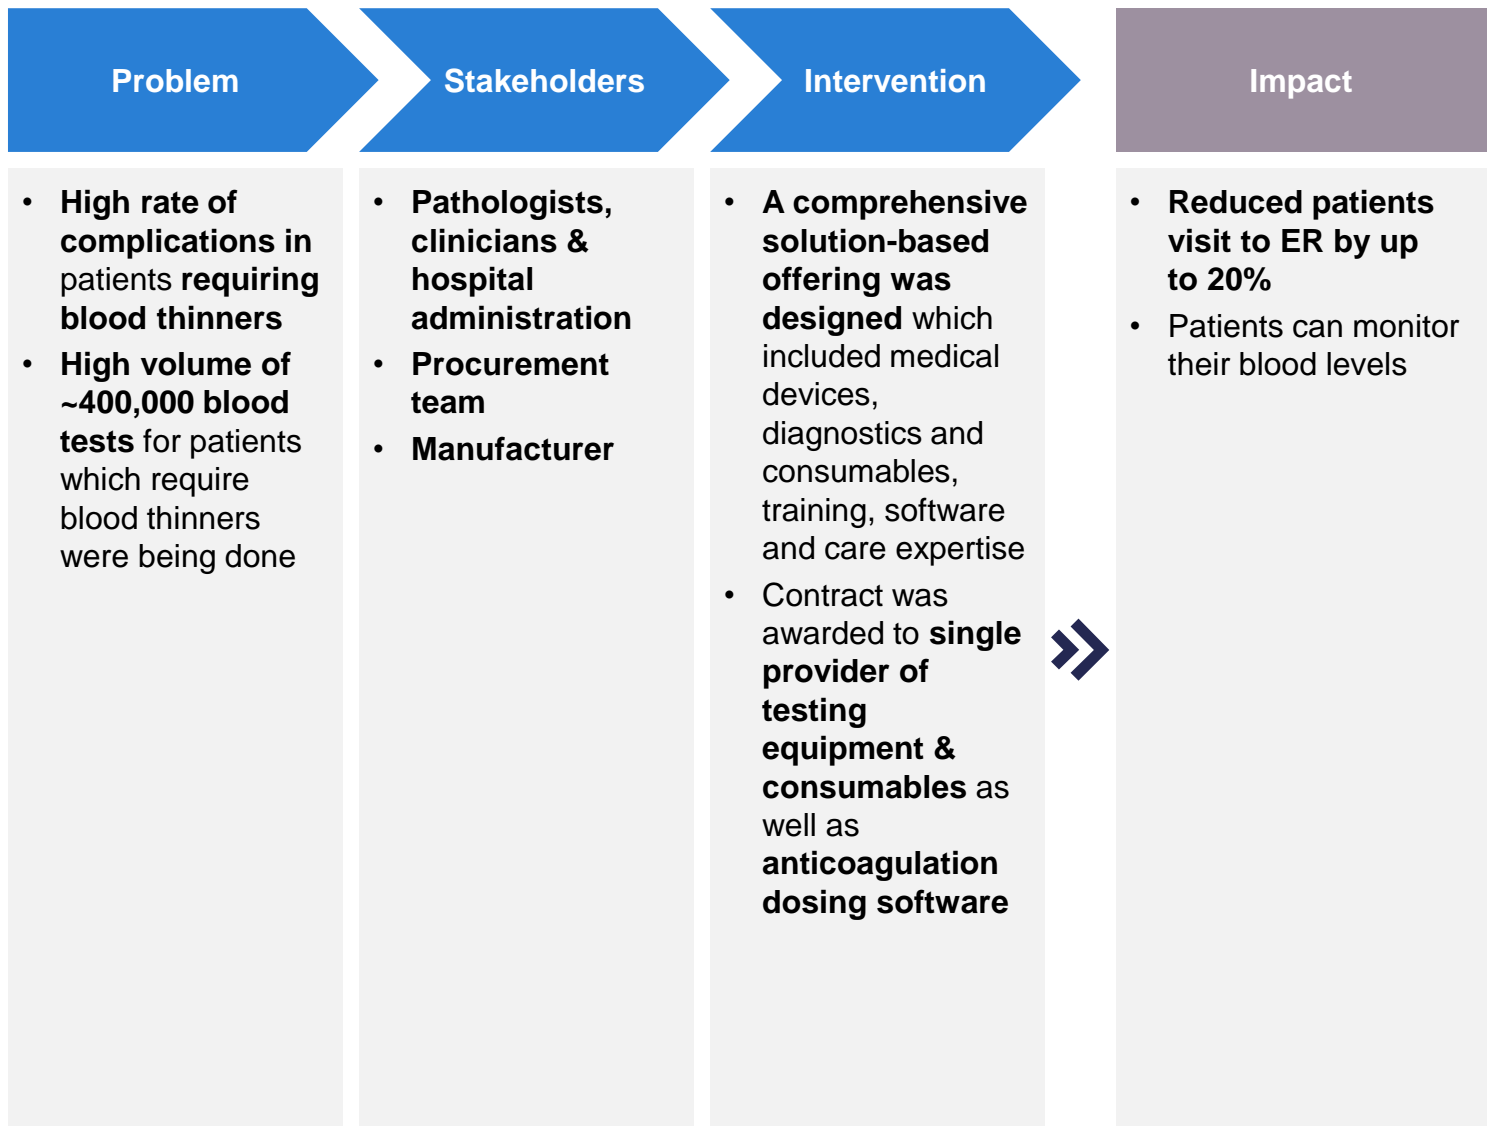 Problem
Stakeholders
Intervention
Impact
• High rate of
complications in
patients requiring
blood thinners
• High volume of
~400,000 blood
tests for patients
which require
blood thinners
were being done
• Pathologists,
clinicians &
hospital
administration
• Procurement
team
• Manufacturer
• A comprehensive
solution-based
offering was
designed which
included medical
devices,
diagnostics and
consumables,
training, software
and care expertise
• Contract was
awarded to single
provider of
testing
equipment &
consumables as
well as
anticoagulation
dosing software
• Reduced patients
visit to ER by up
to 20%
• Patients can monitor
their blood levels